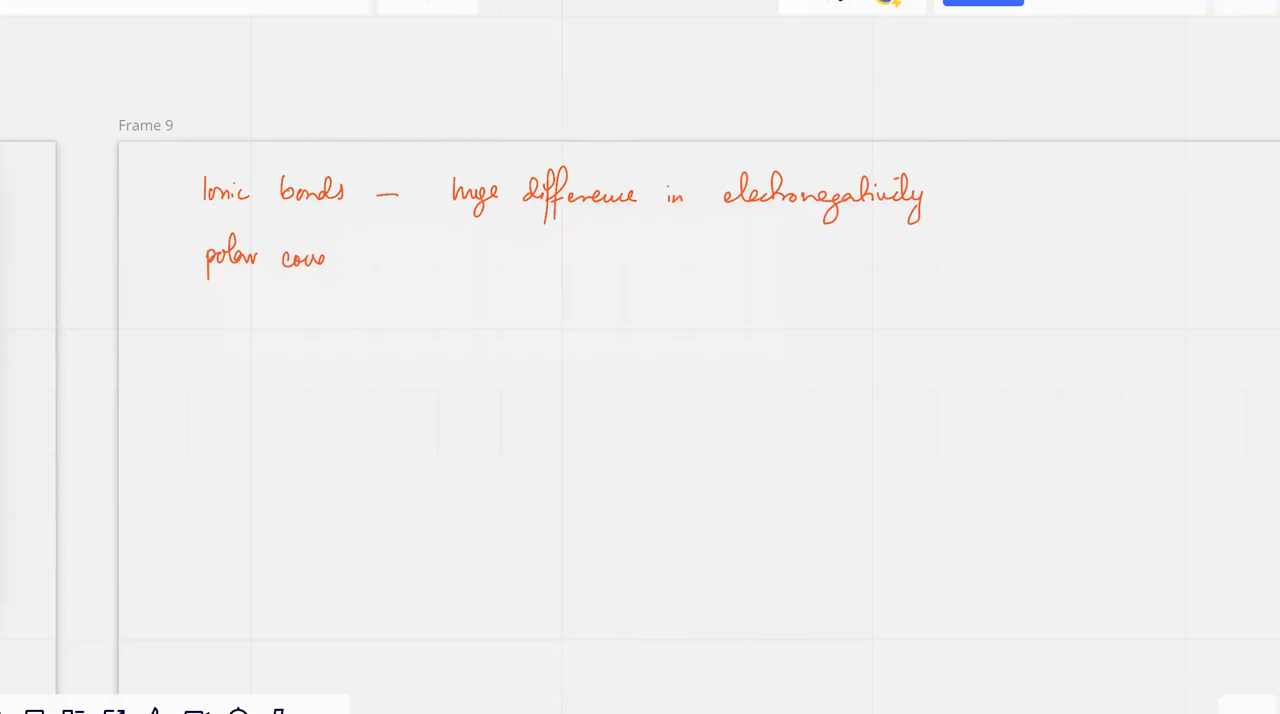 Frame 9
Ionic bonds — huge difference in electronegativity
polar cova